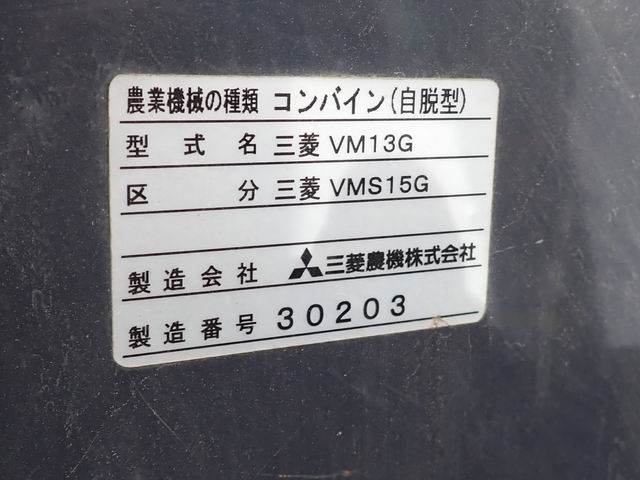 農業機械の種類 コンバイン(自脱型)
型式名 三菱 VM13G
区分 三菱 VMS15G
製造会社 三菱農機株式会社
製造番号 30203